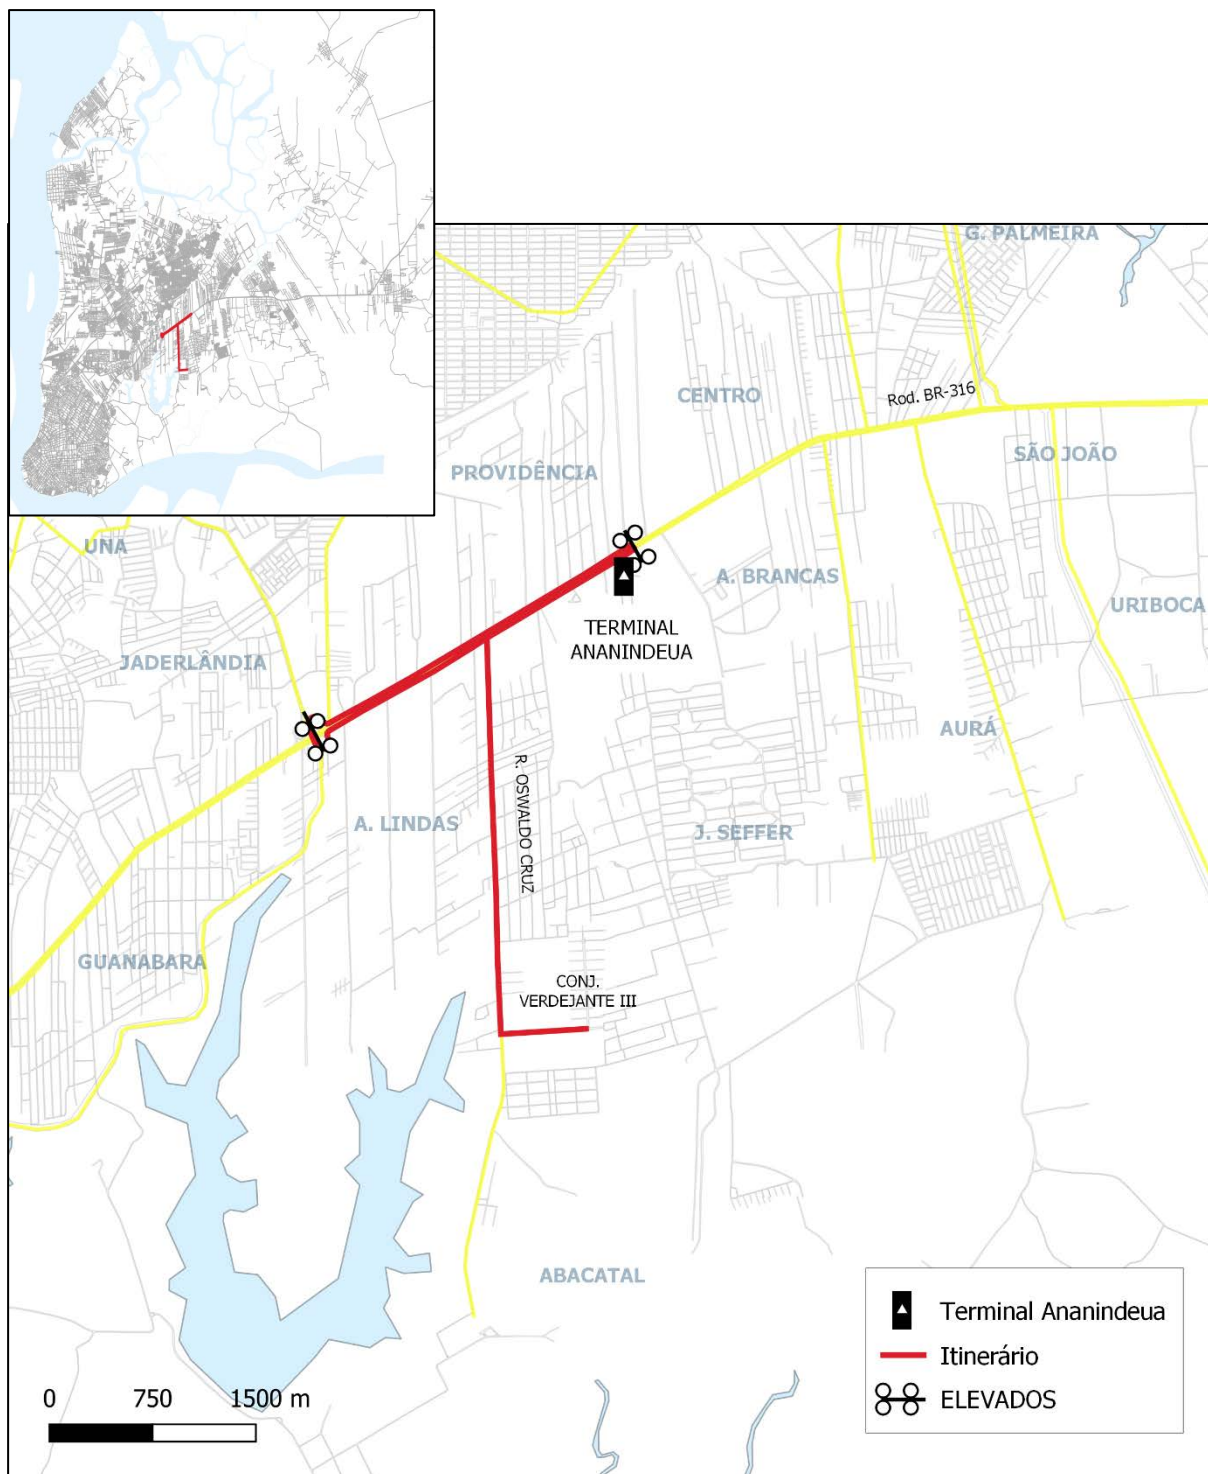 G. PALMEIRA
CENTRO
Rod. BR-316
SÃO JOÃO
PROVIDÊNCIA
UNA
A. BRANCAS
URIBOCA
TERMINAL
ANANINDEUA
JADERLÂNDIA
AURÁ
A. LINDAS
R. OSWALDO CRUZ
J. SEFFER
GUANABARÁ
CONJ.
VERDEJANTE III
ABACATAL
Terminal Ananindeua
Itinerário
ELEVADOS
0 750 1500 m